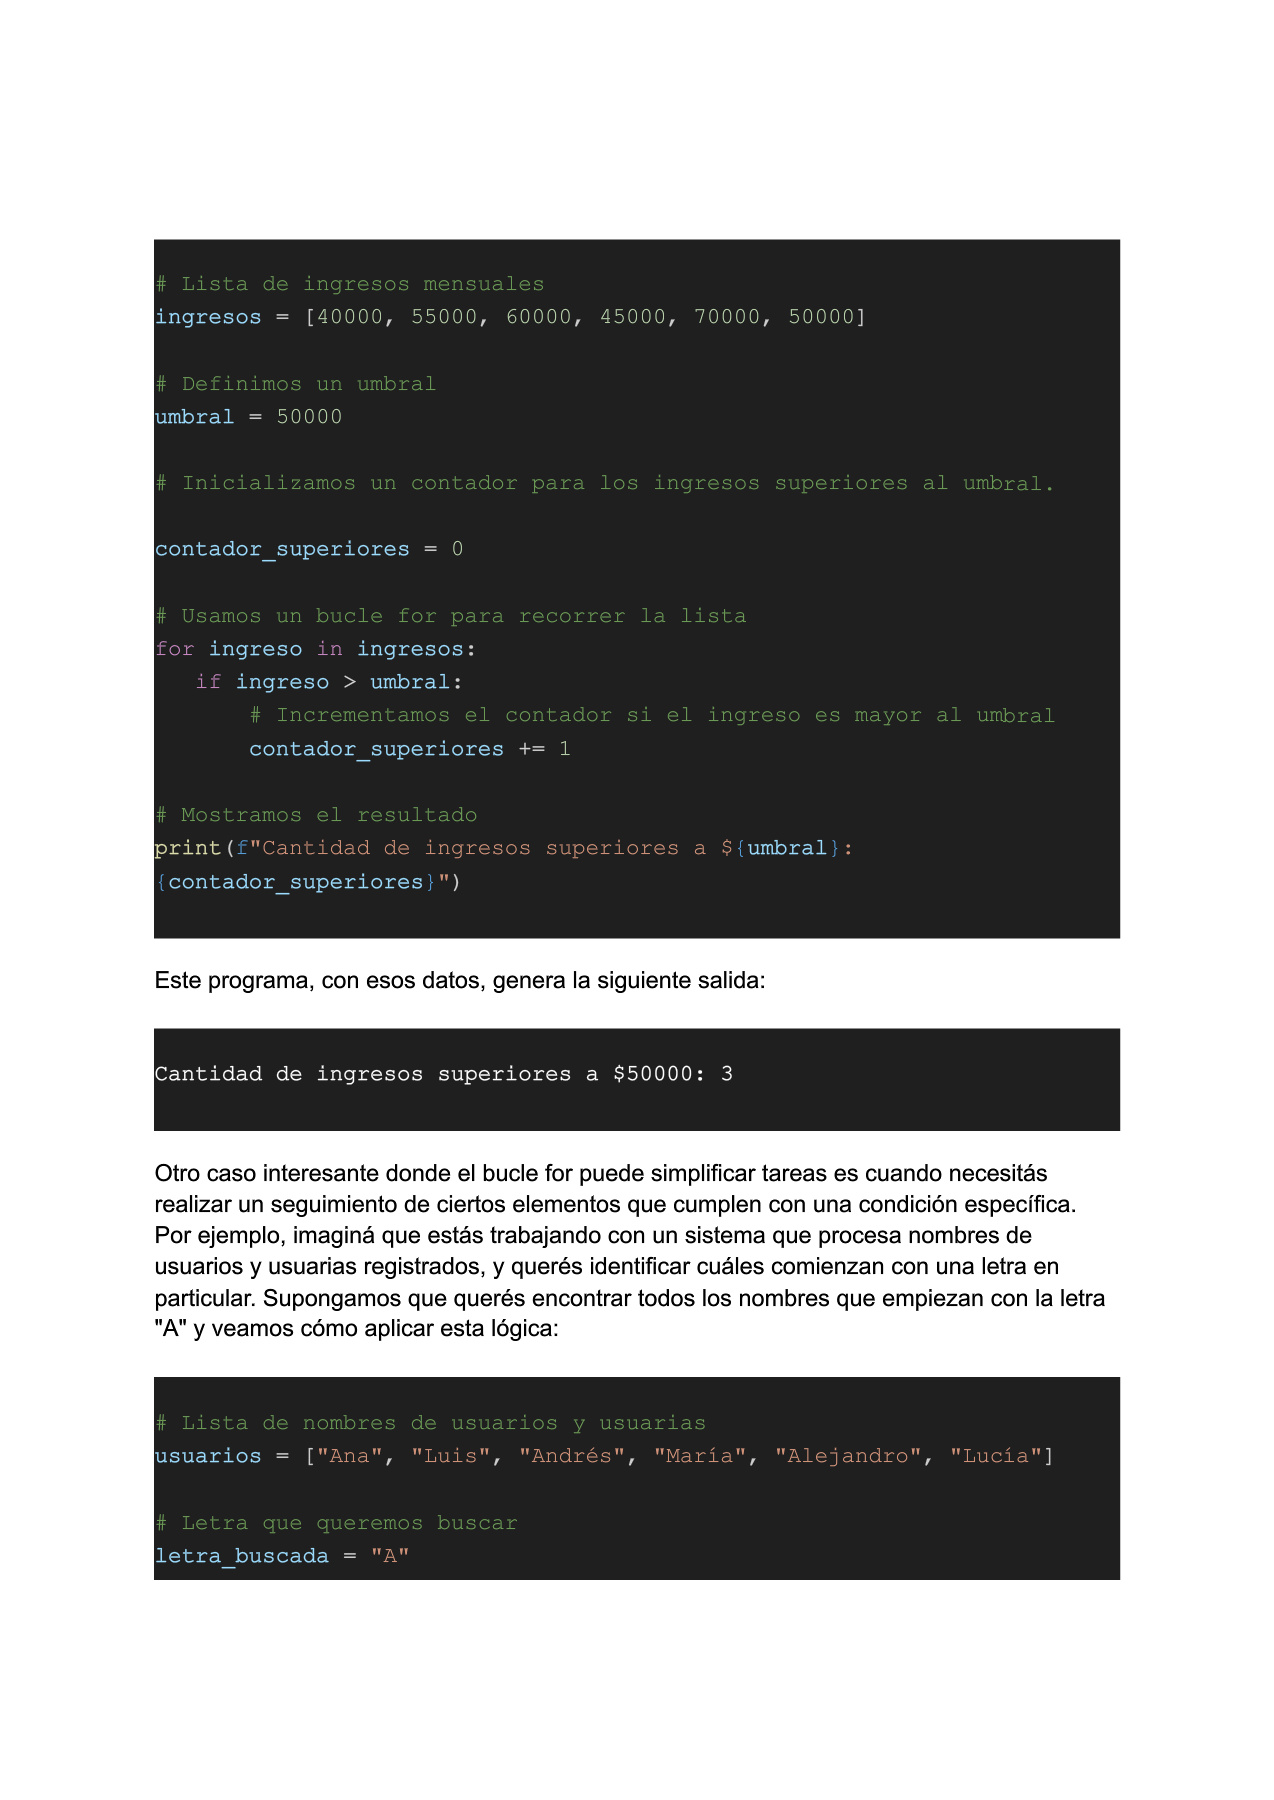 # Lista de ingresos mensuales
ingresos = [40000, 55000, 60000, 45000, 70000, 50000]
# Definimos un umbral
umbral = 50000
# Inicializamos un contador para los ingresos superiores al umbral.
contador_superiores = 0
# Usamos un bucle for para recorrer la lista
for ingreso in ingresos:
   if ingreso > umbral:
       # Incrementamos el contador si el ingreso es mayor al umbral
       contador_superiores += 1
# Mostramos el resultado
print(f"Cantidad de ingresos superiores a ${umbral}:
{contador_superiores}")
Este programa, con esos datos, genera la siguiente salida:
Cantidad de ingresos superiores a $50000: 3
Otro caso interesante donde el bucle for puede simplificar tareas es cuando necesitás
realizar un seguimiento de ciertos elementos que cumplen con una condición específica.
Por ejemplo, imaginá que estás trabajando con un sistema que procesa nombres de
usuarios y usuarias registrados, y querés identificar cuáles comienzan con una letra en
particular. Supongamos que querés encontrar todos los nombres que empiezan con la letra
"A" y veamos cómo aplicar esta lógica:
# Lista de nombres de usuarios y usuarias
usuarios = ["Ana", "Luis", "Andrés", "María", "Alejandro", "Lucía"]
# Letra que queremos buscar
letra_buscada = "A"